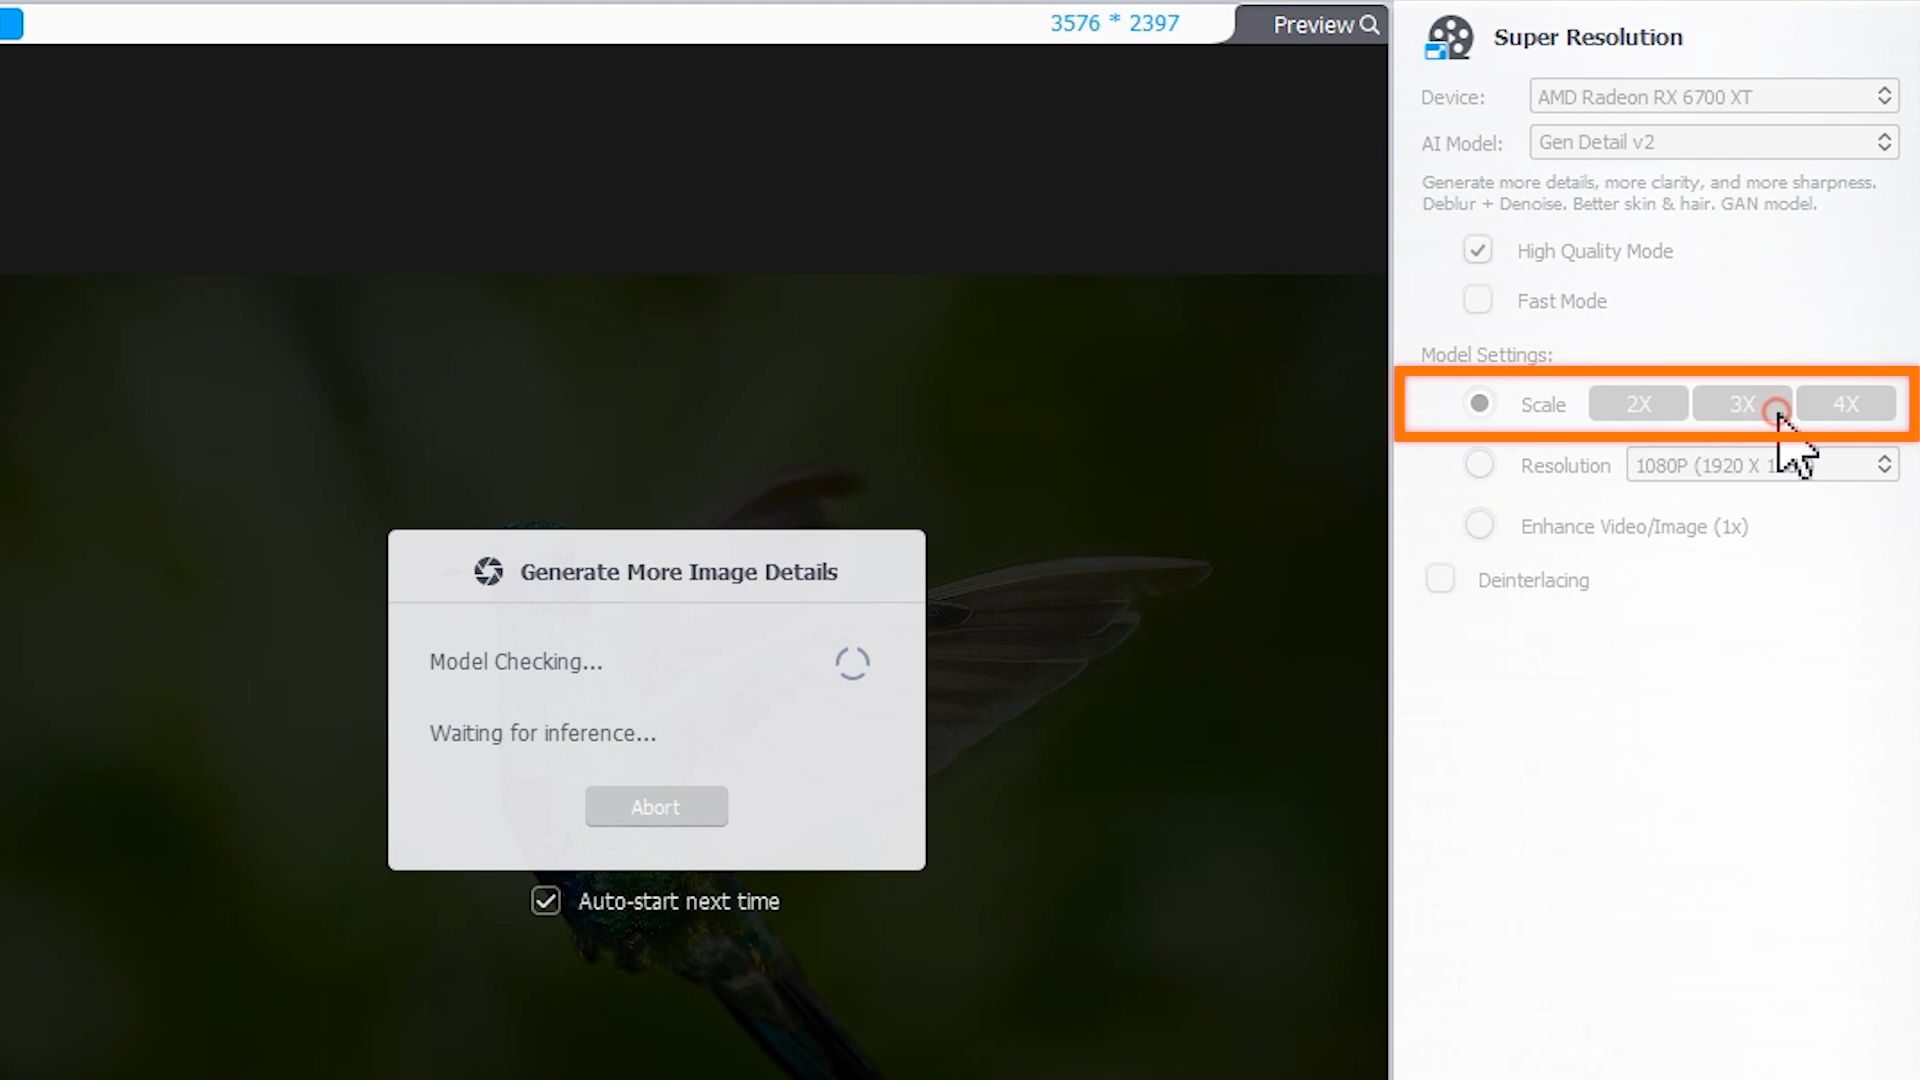 3576 * 2397
Preview
Super Resolution
Device:
AMD Radeon RX 6700 XT
AI Model:
Gen Detail v2
Generate more details, more clarity, and more sharpness.
Deblur + Denoise. Better skin & hair. GAN model.
High Quality Mode
Fast Mode
Model Settings:
Scale
2X
3X
4X
Resolution
1080P (1920 X
Enhance Video/Image (1x)
Deinterlacing
Generate More Image Details
Model Checking...
Waiting for inference...
Abort
Auto-start next time